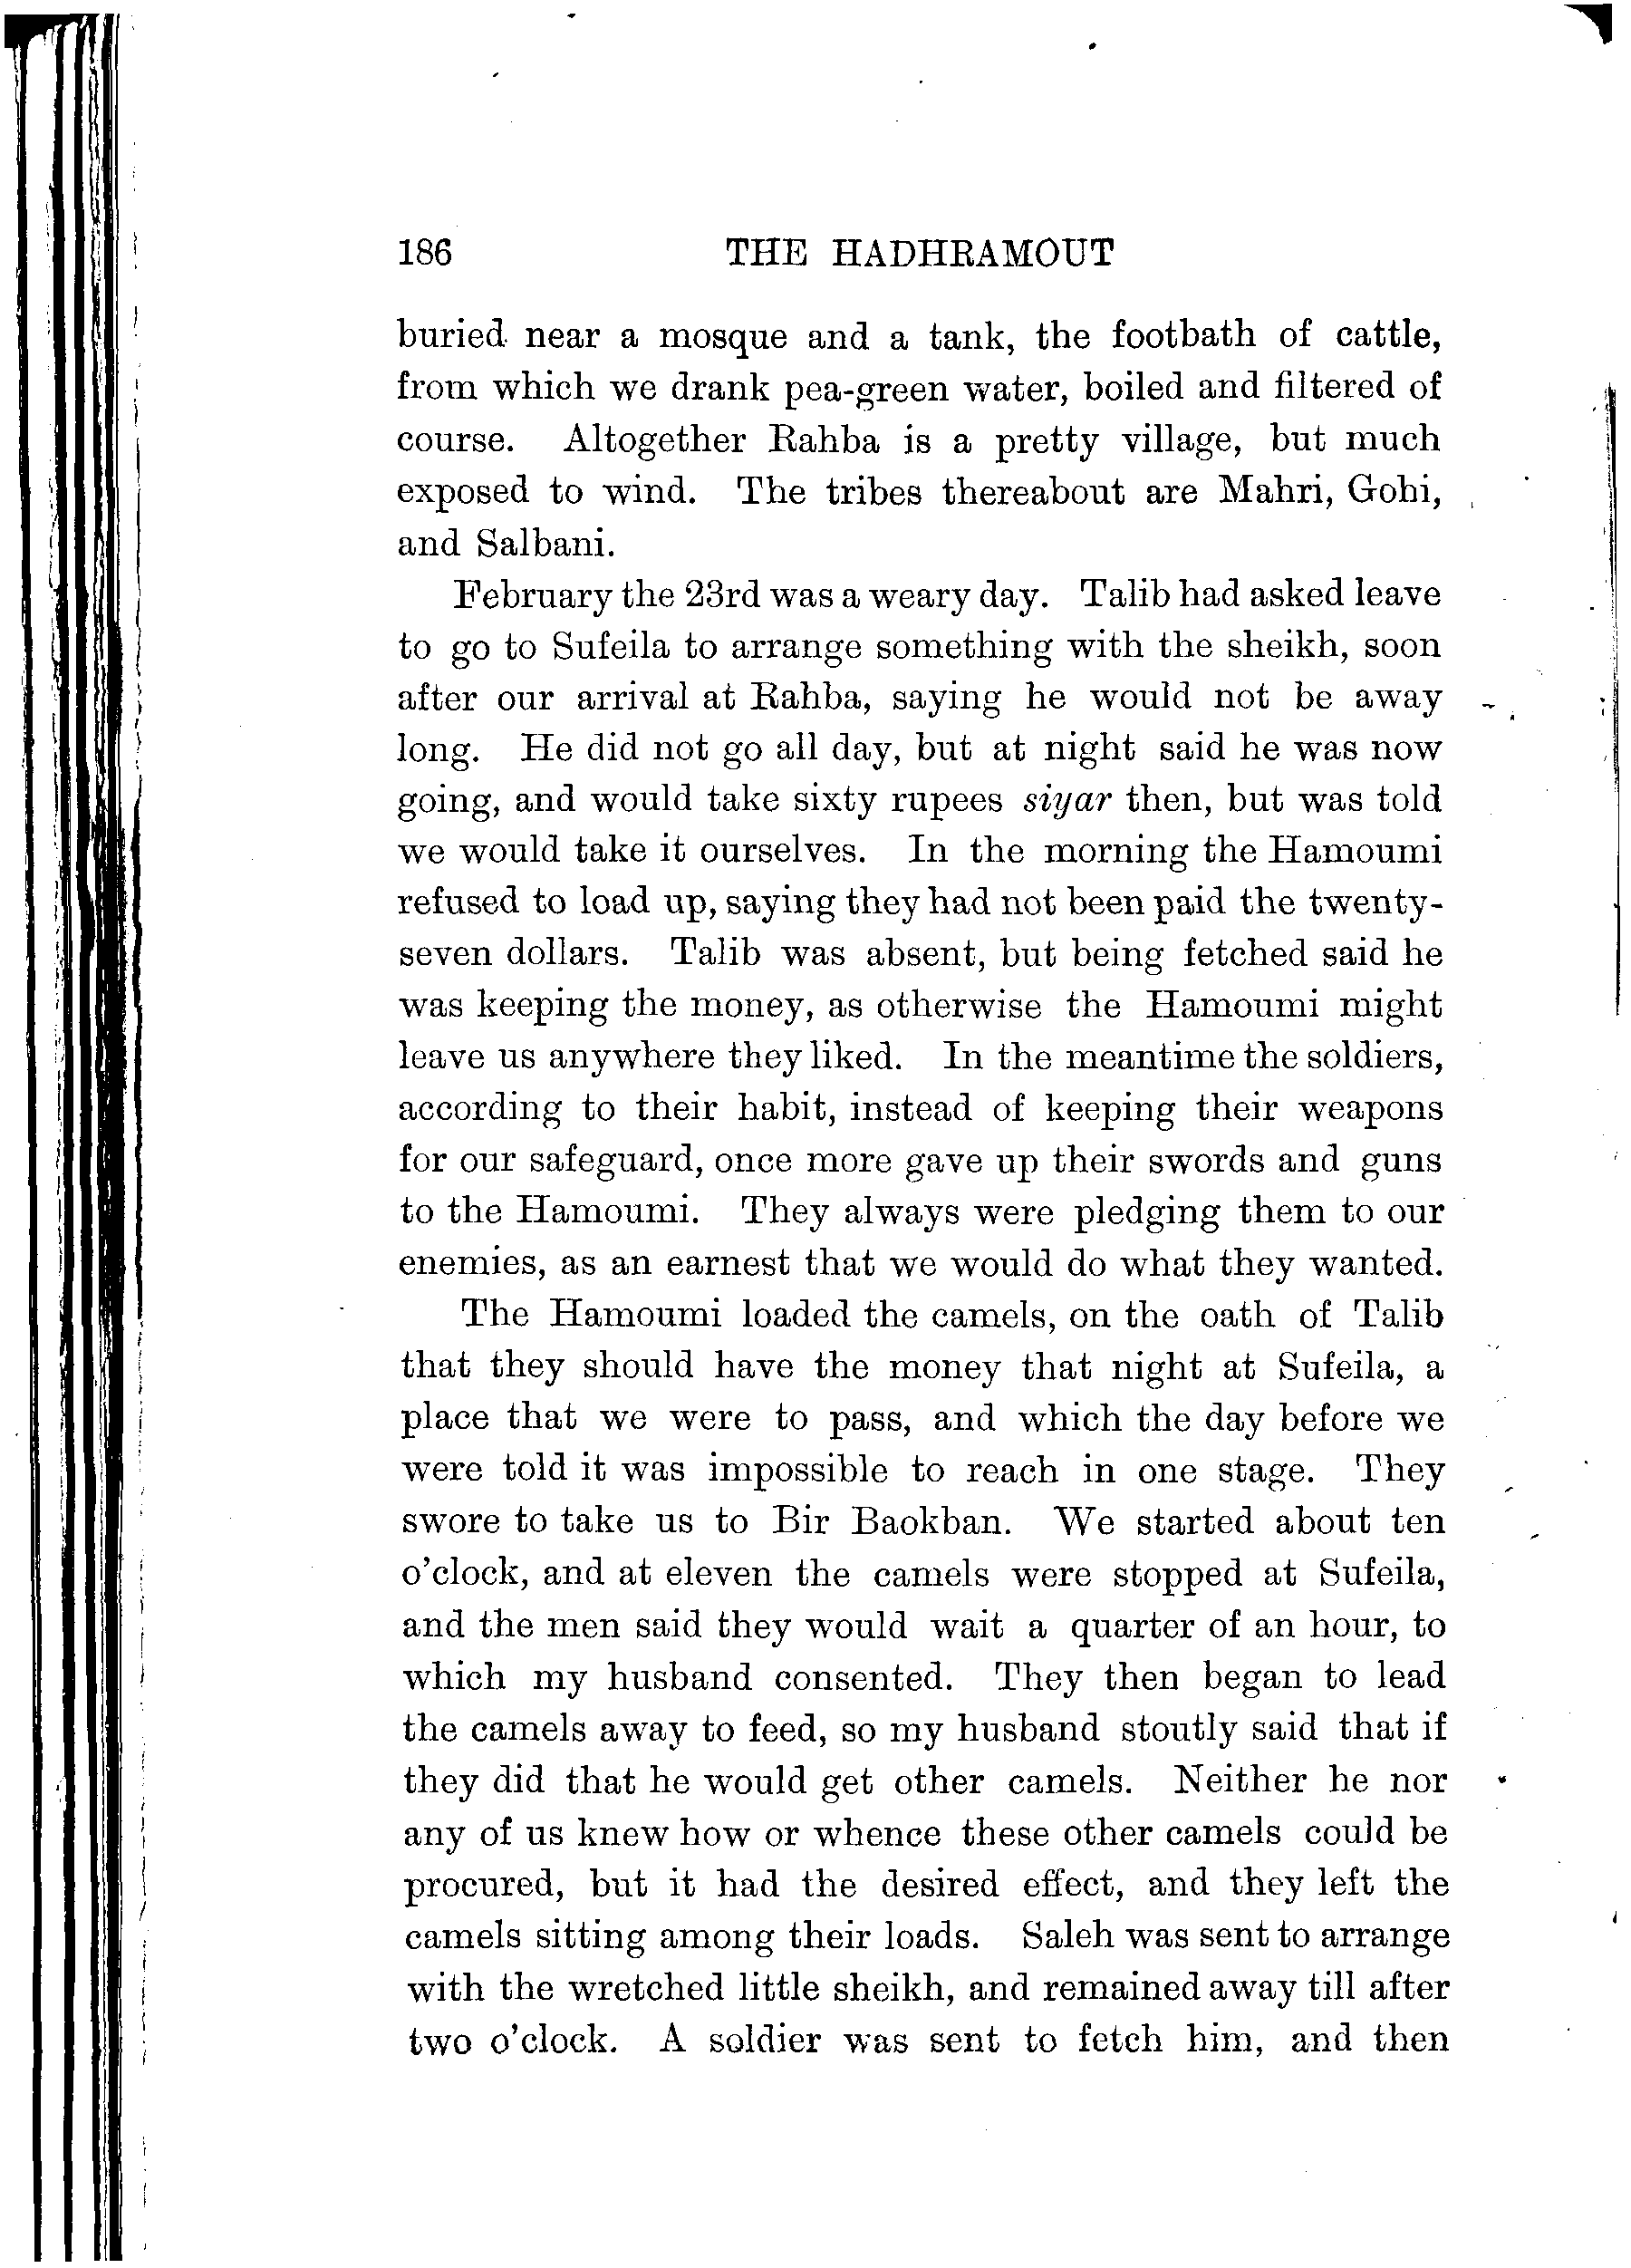 186 THE HADHRAMOUT
buried near a mosque and a tank, the footbath of cattle,
from which we drank pea-green water, boiled and filtered of
course. Altogether Rahba is a pretty village, but much
exposed to wind. The tribes thereabout are Mahri, Gohi,
and Salbani.
February the 23rd was a weary day. Talib had asked leave
to go to Sufeila to arrange something with the sheikh, soon
after our arrival at Rahba, saying he would not be away
long. He did not go all day, but at night said he was now
going, and would take sixty rupees siyar then, but was told
we would take it ourselves. In the morning the Hamoumi
refused to load up, saying they had not been paid the twenty-
seven dollars. Talib was absent, but being fetched said he
was keeping the money, as otherwise the Hamoumi might
leave us anywhere they liked. In the meantime the soldiers,
according to their habit, instead of keeping their weapons
for our safeguard, once more gave up their swords and guns
to the Hamoumi. They always were pledging them to our
enemies, as an earnest that we would do what they wanted.
The Hamoumi loaded the camels, on the oath of Talib
that they should have the money that night at Sufeila, a
place that we were to pass, and which the day before we
were told it was impossible to reach in one stage. They
swore to take us to Bir Baokban. We started about ten
o'clock, and at eleven the camels were stopped at Sufeila,
and the men said they would wait a quarter of an hour, to
which my husband consented. They then began to lead
the camels away to feed, so my husband stoutly said that if
they did that he would get other camels. Neither he nor
any of us knew how or whence these other camels could be
procured, but it had the desired effect, and they left the
camels sitting among their loads. Saleh was sent to arrange
with the wretched little sheikh, and remained away till after
two o'clock. A soldier was sent to fetch him, and then